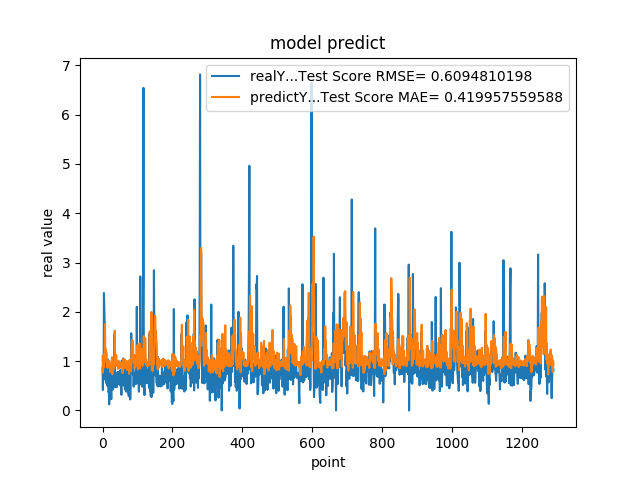 model predict
realY...Test Score RMSE= 0.6094810198
predictY...Test Score MAE= 0.419957559588
real value
7
6
5
4
3
2
1
0
0 200 400 600 800 1000 1200
point